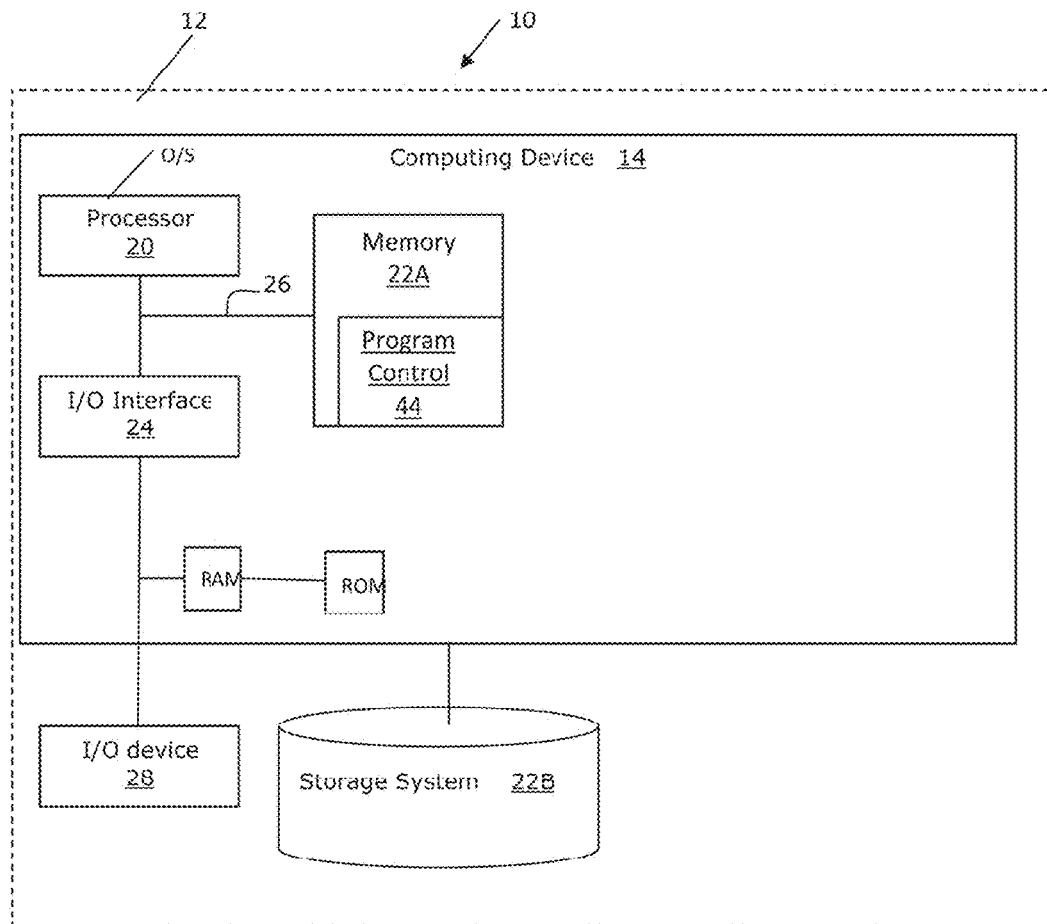 12
10
Computing Device 14
O/S
Processor
20
Memory
22A
26
Program
Control
44
I/O Interface
24
RAM
ROM
I/O device
28
Storage System 22B